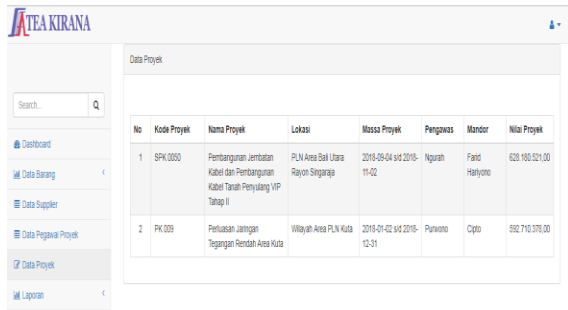 TEA KIRANA
Data Proyek
Search...
Dashboard
Data Barang
Data Supplier
Data Pegawai Proyek
Data Proyek
Laporan
No Kode Proyek Nama Proyek Lokasi Massa Proyek Pengawas Mandor Nilai Proyek
1 SPK 0050 Pembangunan Jembatan PLN Area Bali Utara 2018-09-04 s/d 2018- Ngurah Farid 628.180.521,00
Kabel dan Pembangunan Rayon Singaraja 11-02 Hariyono
Kabel Tanah Penyulang VIP
Tahap II
2 PK 009 Perluasan Jaringan Wilayah Area PLN Kuta 2018-01-02 s/d 2018- Purwono Cipto 592.710.378,00
Tegangan Rendah Area Kuta 12-31